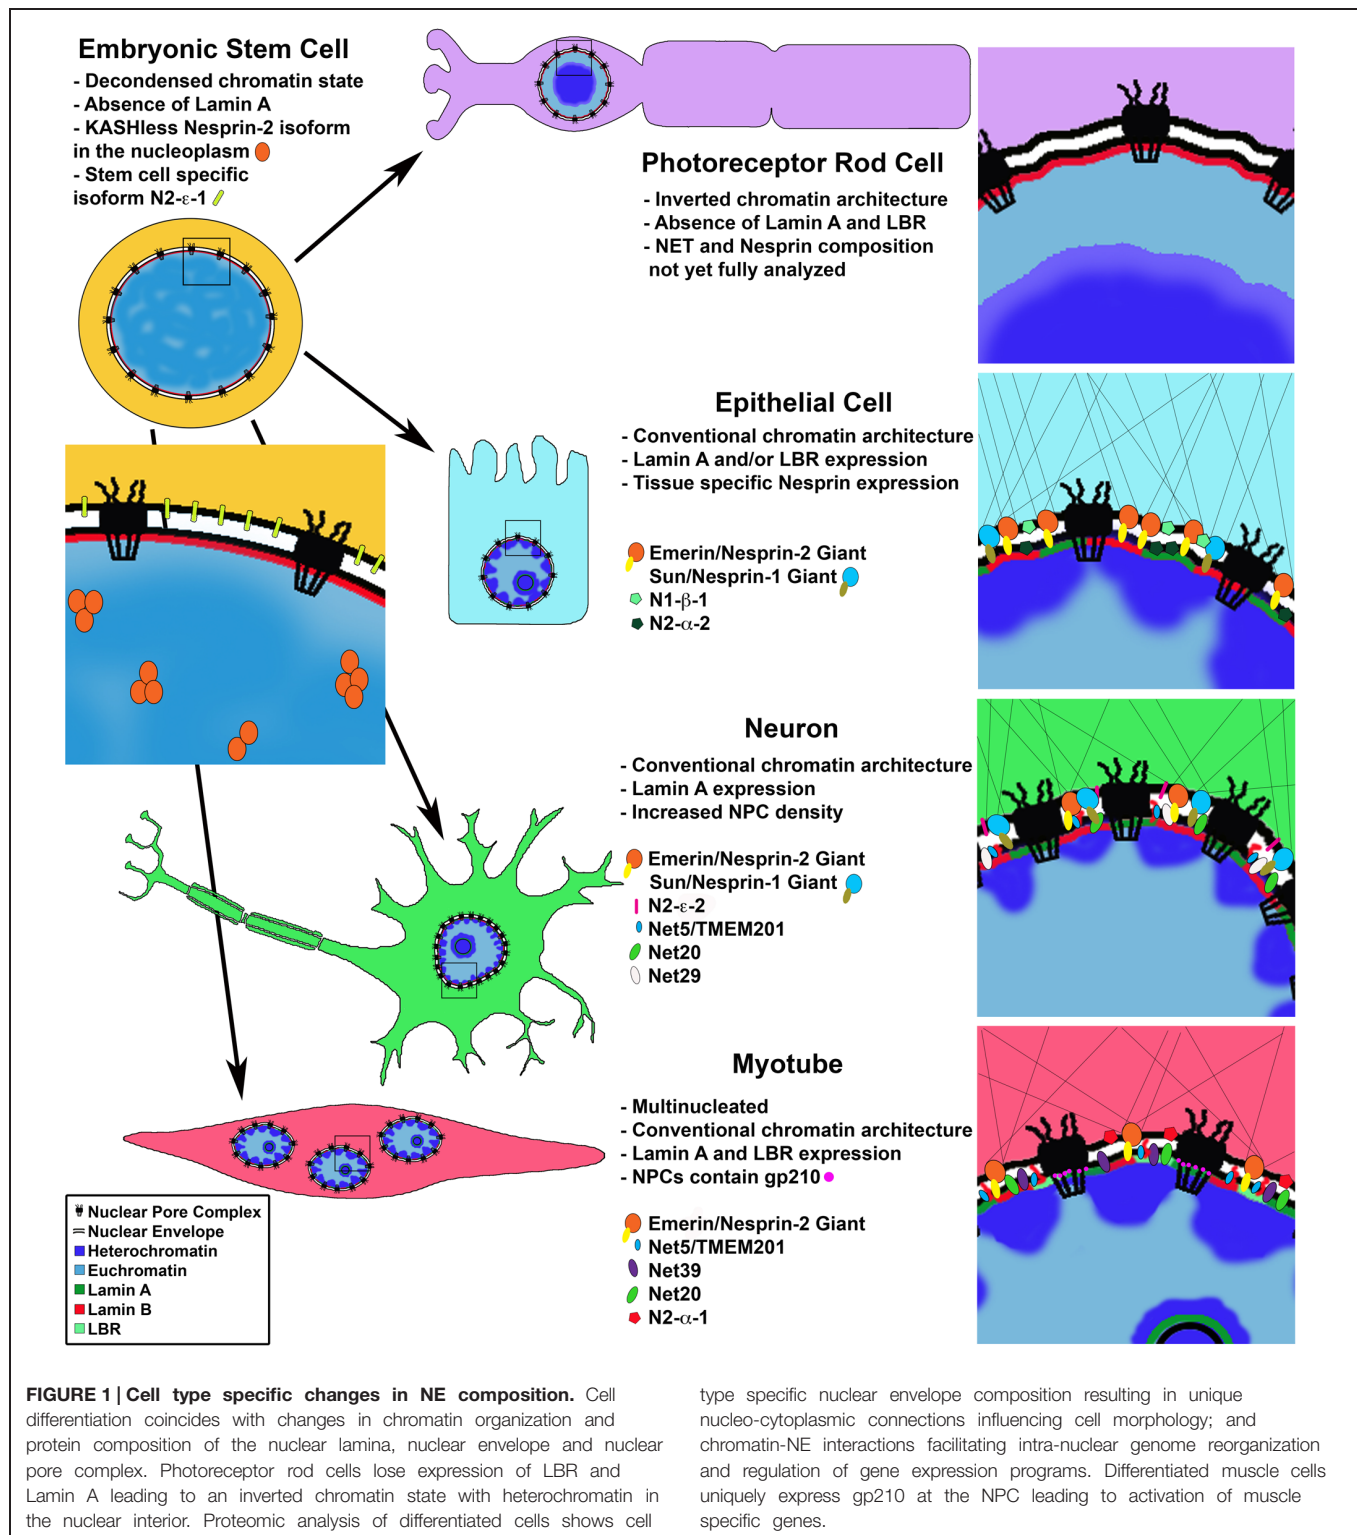 Embryonic Stem Cell
- Decondensed chromatin state
- Absence of Lamin A
- KASHless Nesprin-2 isoform
in the nucleoplasm
- Stem cell specific
isoform N2-ε-1
Photoreceptor Rod Cell
- Inverted chromatin architecture
- Absence of Lamin A and LBR
- NET and Nesprin composition
not yet fully analyzed
Epithelial Cell
- Conventional chromatin architecture
- Lamin A and/or LBR expression
- Tissue specific Nesprin expression
Emerin/Nesprin-2 Giant
Sun/Nesprin-1 Giant
N1-β-1
N2-α-2
Neuron
- Conventional chromatin architecture
- Lamin A expression
- Increased NPC density
Emerin/Nesprin-2 Giant
Sun/Nesprin-1 Giant
N2-ε-2
Net5/TMEM201
Net20
Net29
Myotube
- Multinucleated
- Conventional chromatin architecture
- Lamin A and LBR expression
- NPCs contain gp210
Emerin/Nesprin-2 Giant
Net5/TMEM201
Net39
Net20
N2-α-1
Nuclear Pore Complex
Nuclear Envelope
Heterochromatin
Euchromatin
Lamin A
Lamin B
LBR
FIGURE 1 | Cell type specific changes in NE composition. Cell
differentiation coincides with changes in chromatin organization and
protein composition of the nuclear lamina, nuclear envelope and nuclear
pore complex. Photoreceptor rod cells lose expression of LBR and
Lamin A leading to an inverted chromatin state with heterochromatin in
the nuclear interior. Proteomic analysis of differentiated cells shows cell
type specific nuclear envelope composition resulting in unique
nucleo-cytoplasmic connections influencing cell morphology; and
chromatin-NE interactions facilitating intra-nuclear genome reorganization
and regulation of gene expression programs. Differentiated muscle cells
uniquely express gp210 at the NPC leading to activation of muscle
specific genes.